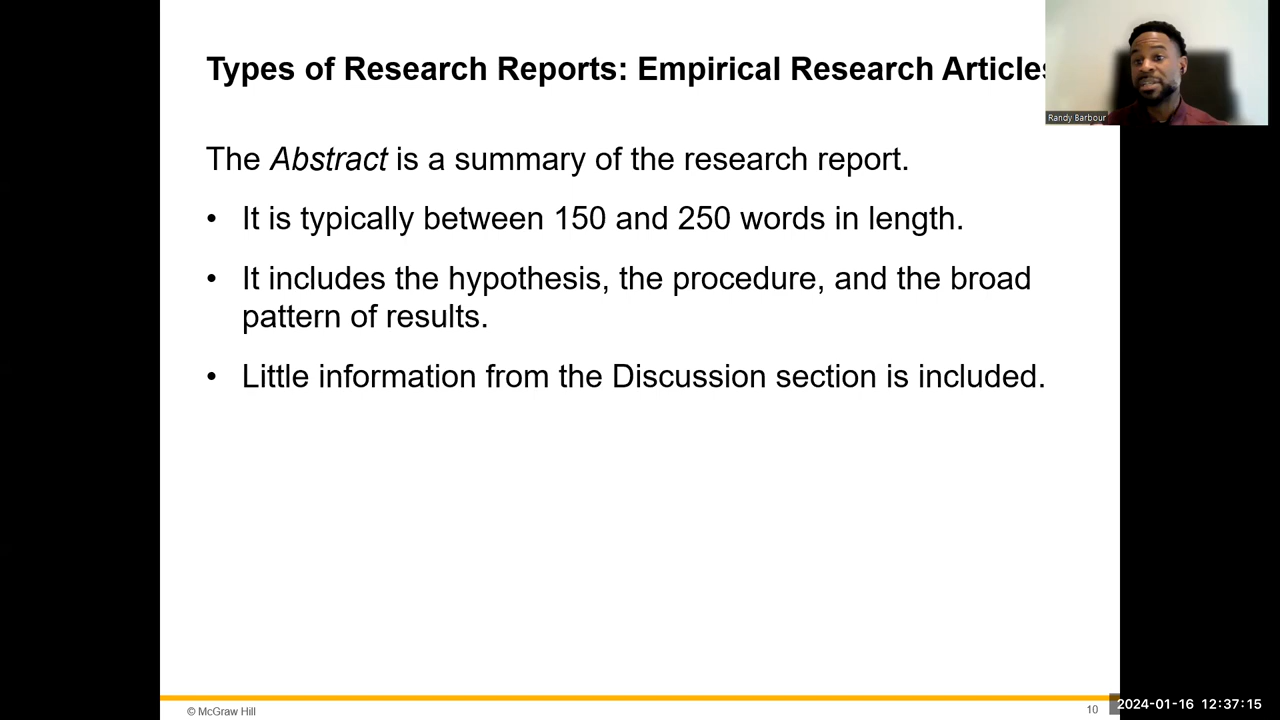 Types of Research Reports: Empirical Research Articles
Randy Barbour
The Abstract is a summary of the research report.
• It is typically between 150 and 250 words in length.
• It includes the hypothesis, the procedure, and the broad
pattern of results.
• Little information from the Discussion section is included.
© McGraw Hill
10
2024-01-16 12:37:15